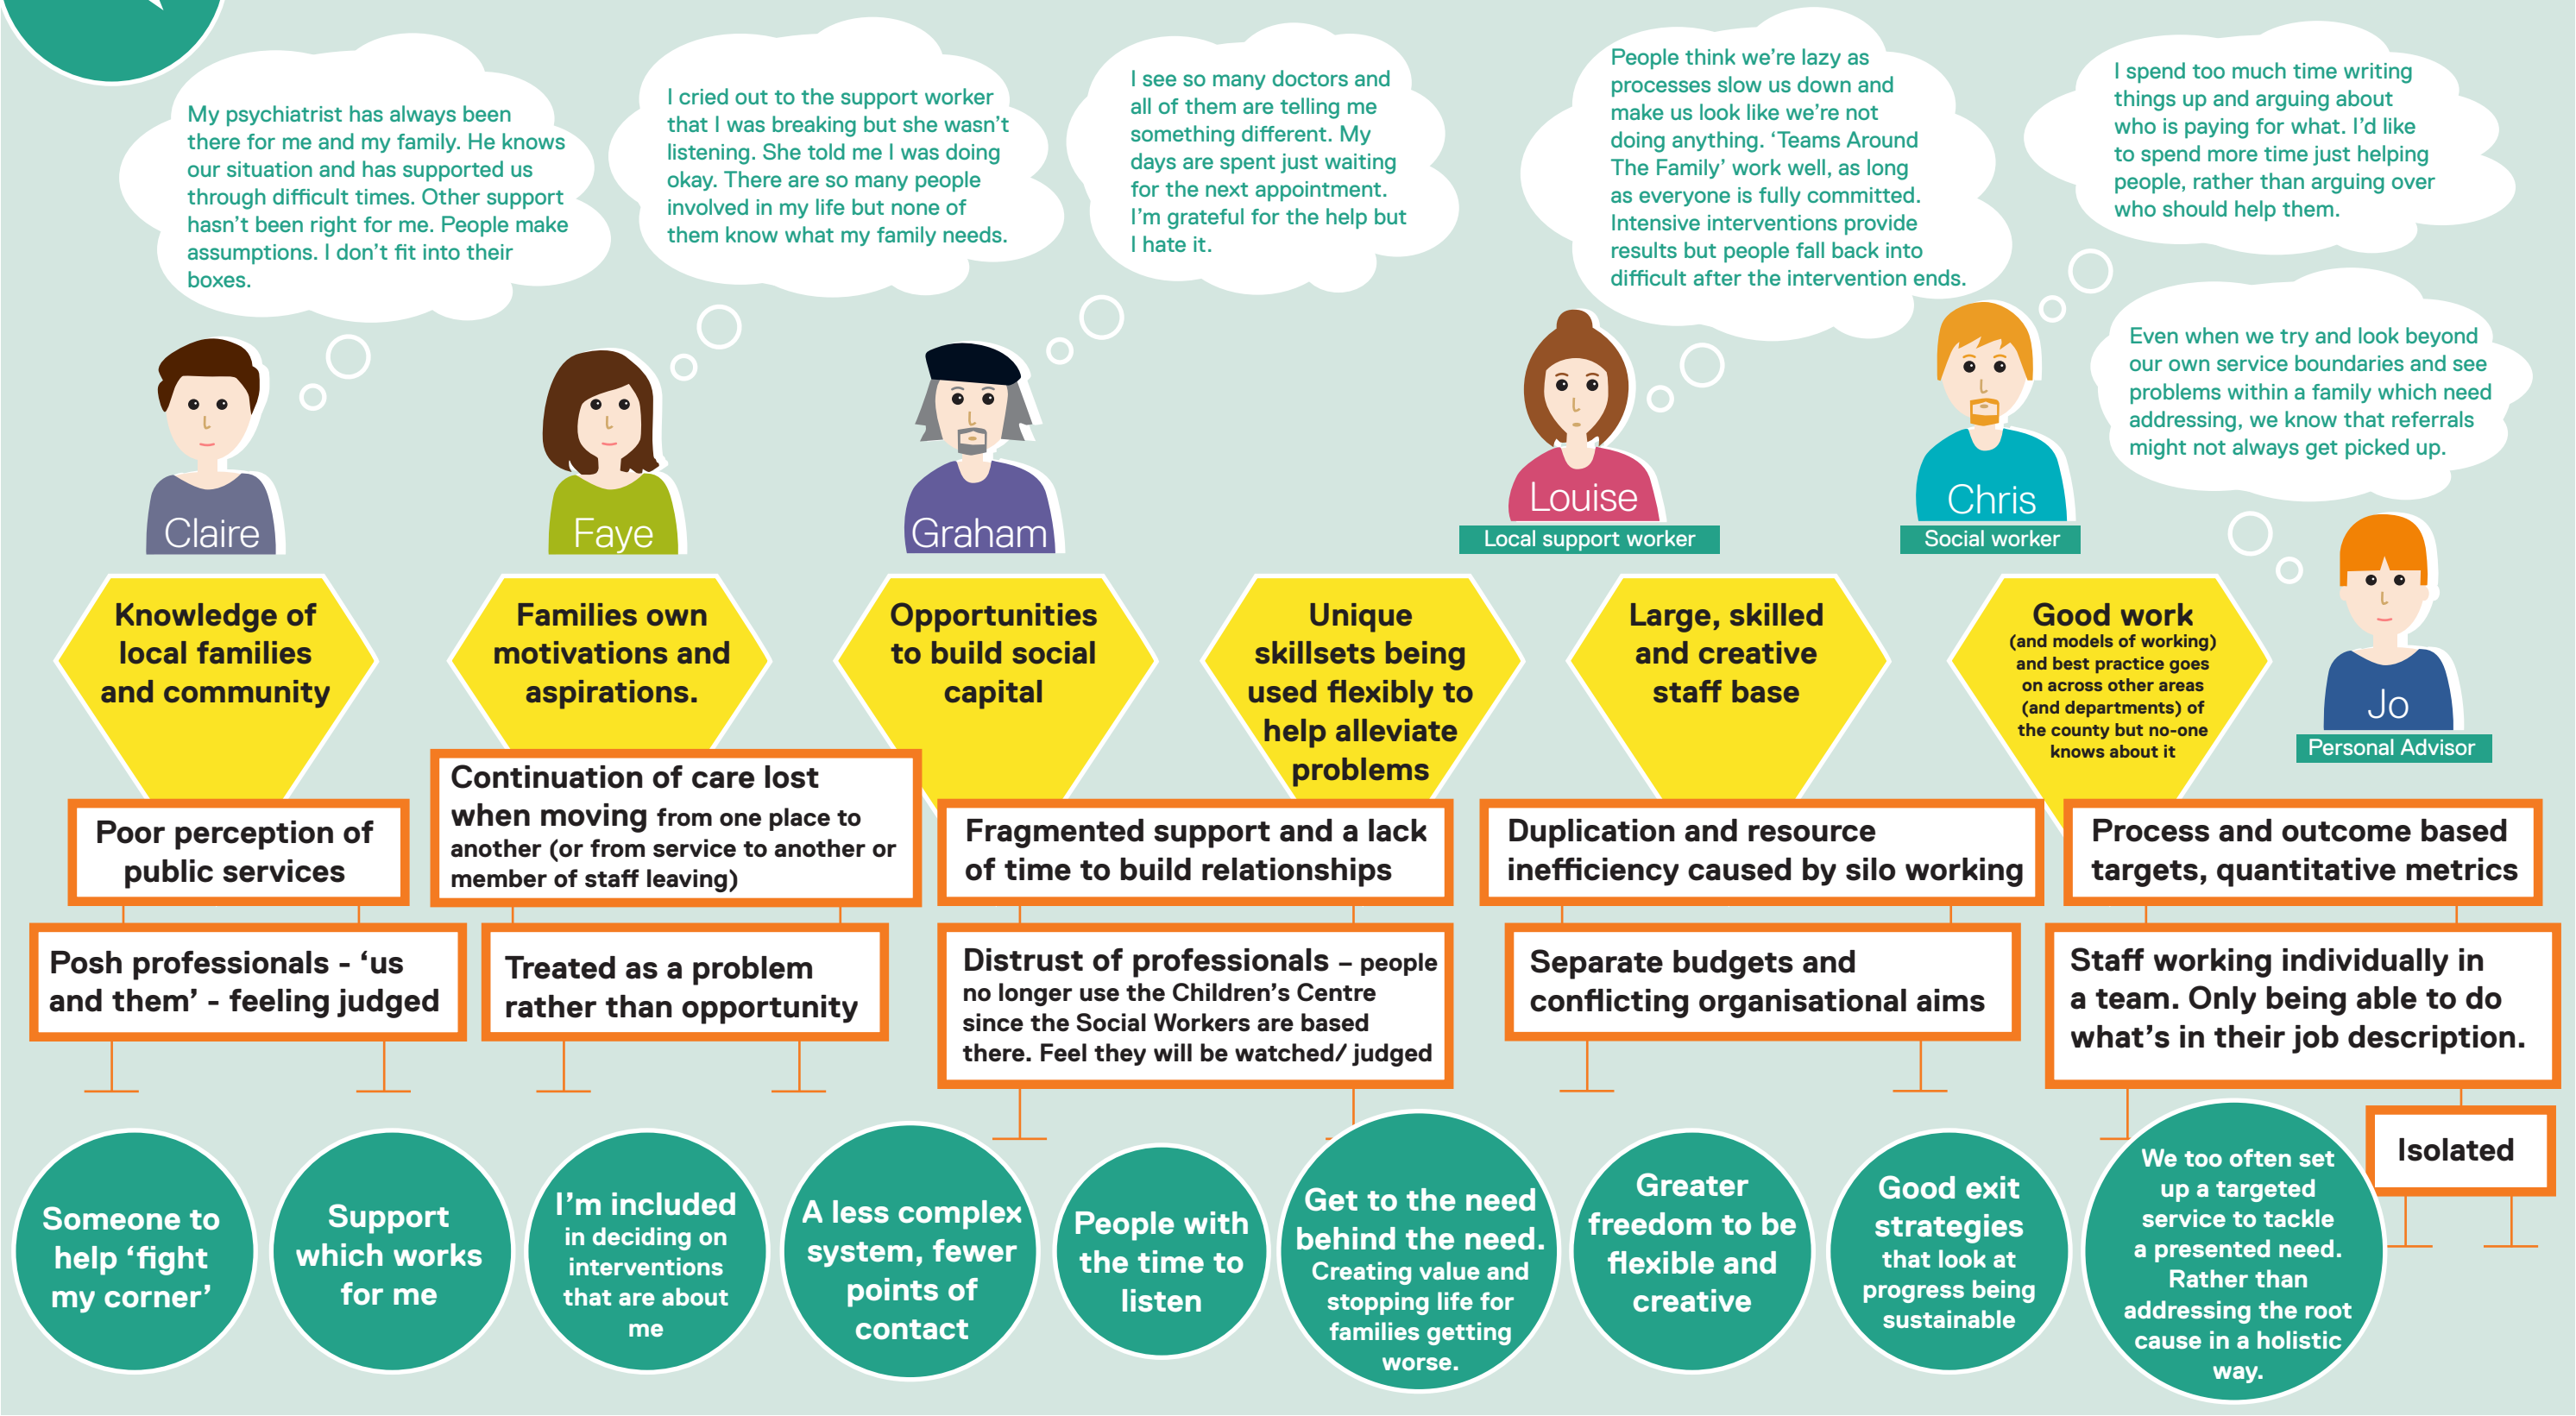 My psychiatrist has always been
there for me and my family. He knows
our situation and has supported us
through difficult times. Other support
hasn't been right for me. People make
assumptions. I don't fit into their
boxes.
I cried out to the support worker
that I was breaking but she wasn't
listening. She told me I was doing
okay. There are so many people
involved in my life but none of
them know what my family needs.
I see so many doctors and
all of them are telling me
something different. My
days are spent just waiting
for the next appointment.
I'm grateful for the help but
I hate it.
People think we're lazy as
processes slow us down and
make us look like we're not
doing anything. 'Teams Around
The Family' work well, as long
as everyone is fully committed.
Intensive interventions provide
results but people fall back into
difficult after the intervention ends.
I spend too much time writing
things up and arguing about
who is paying for what. I'd like
to spend more time just helping
people, rather than arguing over
who should help them.
Even when we try and look beyond
our own service boundaries and see
problems within a family which need
addressing, we know that referrals
might not always get picked up.
Claire
Faye
Graham
Louise
Local support worker
Chris
Social worker
Jo
Personal Advisor
Knowledge of
local families
and community
Families own
motivations and
aspirations.
Opportunities
to build social
capital
Unique
skillsets being
used flexibly to
help alleviate
problems
Large, skilled
and creative
staff base
Good work
(and models of working)
and best practice goes
on across other areas
(and departments) of
the county but no-one
knows about it
Poor perception of
public services
Continuation of care lost
when moving from one place to
another (or from service to another or
member of staff leaving)
Fragmented support and a lack
of time to build relationships
Duplication and resource
inefficiency caused by silo working
Process and outcome based
targets, quantitative metrics
Posh professionals - 'us
and them' - feeling judged
Treated as a problem
rather than opportunity
Distrust of professionals – people
no longer use the Children's Centre
since the Social Workers are based
there. Feel they will be watched/ judged
Separate budgets and
conflicting organisational aims
Staff working individually in
a team. Only being able to do
what's in their job description.
Isolated
Someone to
help 'fight
my corner'
Support
which works
for me
I'm included
in deciding on
interventions
that are about
me
A less complex
system, fewer
points of
contact
People with
the time to
listen
Get to the need
behind the need.
Creating value and
stopping life for
families getting
worse.
Greater
freedom to be
flexible and
creative
Good exit
strategies
that look at
progress being
sustainable
We too often set
up a targeted
service to tackle
a presented need.
Rather than
addressing the root
cause in a holistic
way.